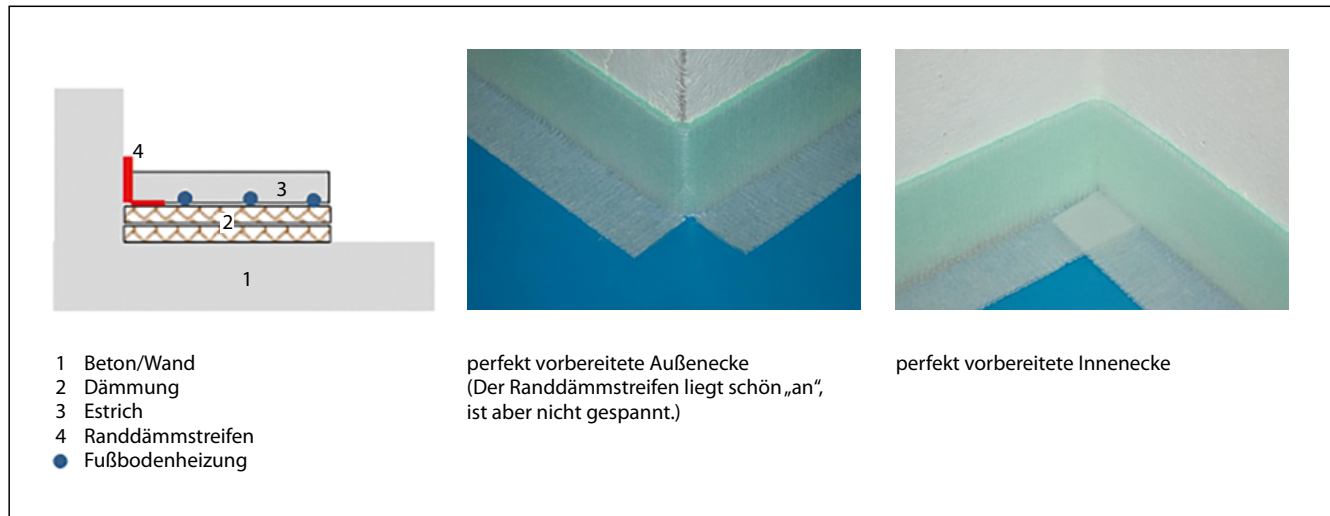 4
3
2
1
1 Beton/Wand
2 Dämmung
3 Estrich
4 Randdämmstreifen
Fußbodenheizung
perfekt vorbereitete Außenecke
(Der Randdämmstreifen liegt schön „an“,
ist aber nicht gespannt.)
perfekt vorbereitete Innenecke